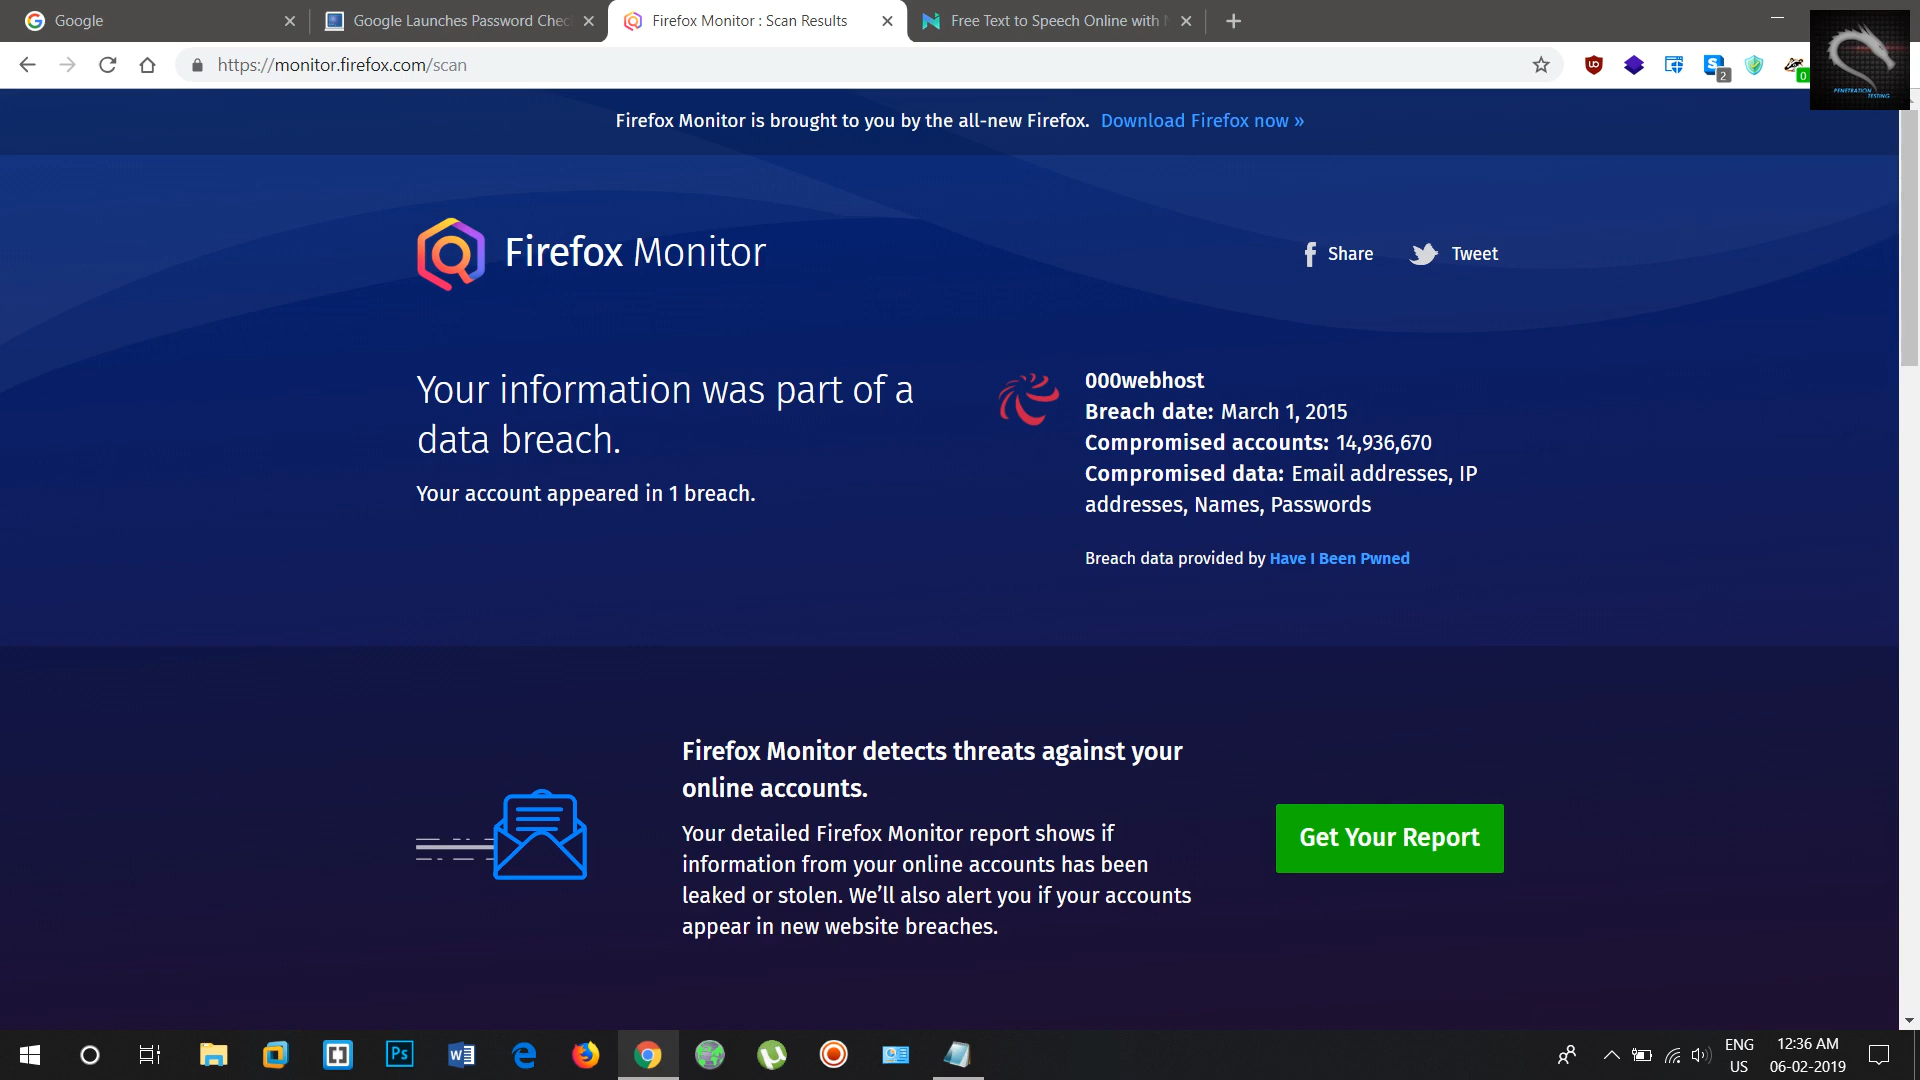 Google
Google Launches Password Chec
Firefox Monitor : Scan Results
Free Text to Speech Online with
https://monitor.firefox.com/scan
2
0
PENETRATION
TESTING
Firefox Monitor is brought to you by the all-new Firefox. Download Firefox now »
Firefox Monitor
Share
Tweet
Your information was part of a
data breach.
Your account appeared in 1 breach.
000webhost
Breach date: March 1, 2015
Compromised accounts: 14,936,670
Compromised data: Email addresses, IP
addresses, Names, Passwords
Breach data provided by Have I Been Pwned
Firefox Monitor detects threats against your
online accounts.
Your detailed Firefox Monitor report shows if
information from your online accounts has been
leaked or stolen. We’ll also alert you if your accounts
appear in new website breaches.
Get Your Report
Ps
ENG
US
12:36 AM
06-02-2019